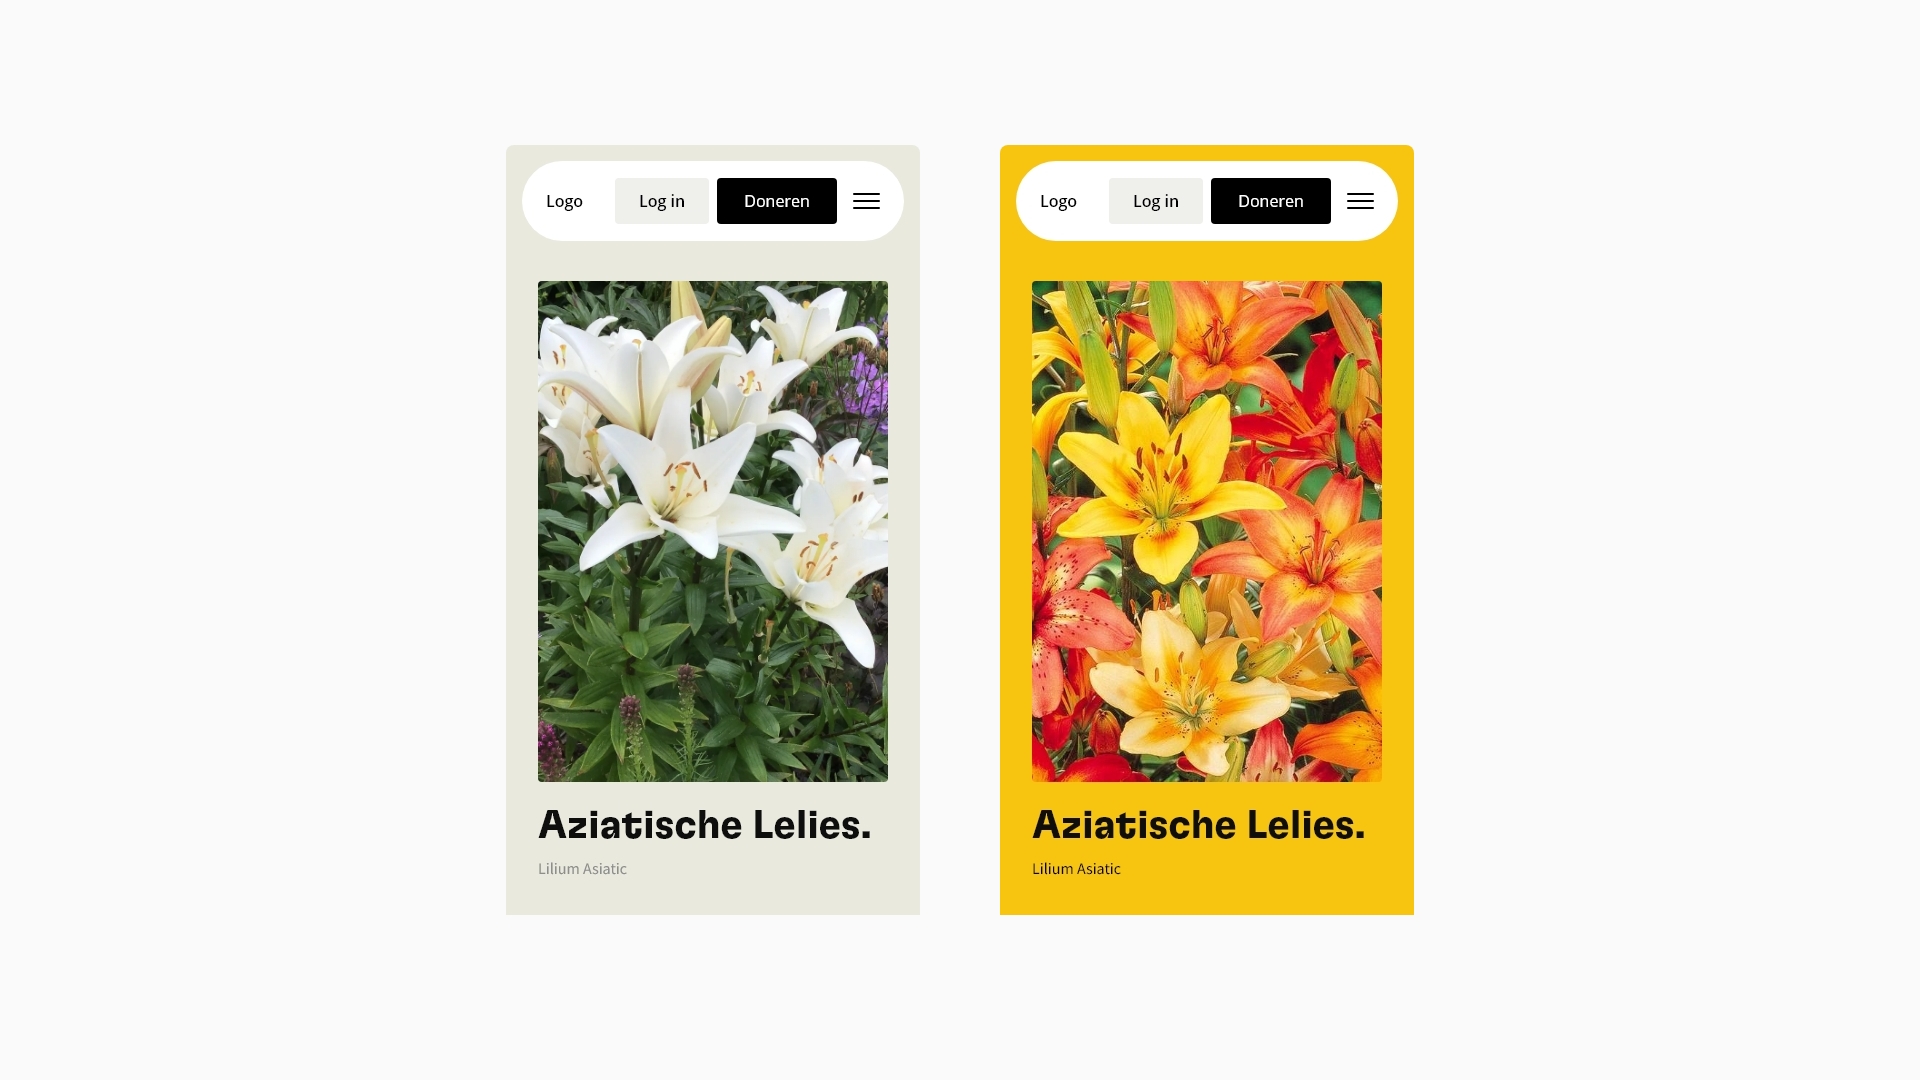 Logo
Log in
Doneren
Aziatische Lelies.
Lilium Asiatic
Logo
Log in
Doneren
Aziatische Lelies.
Lilium Asiatic